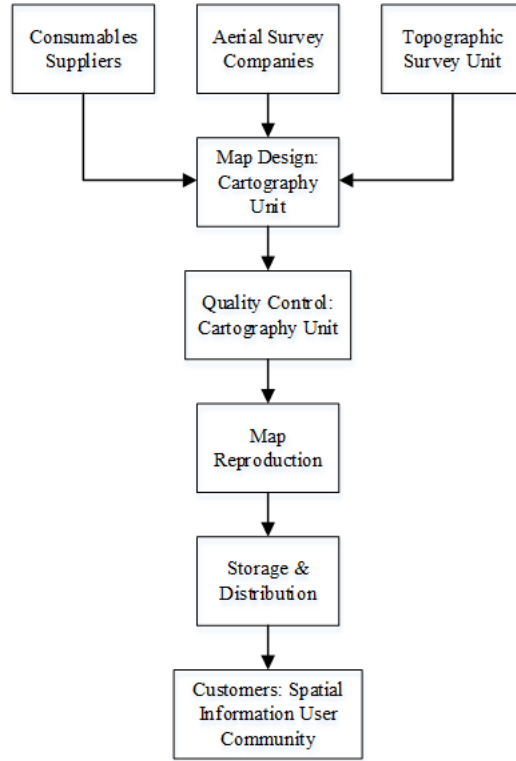 Consumables
Suppliers
Aerial Survey
Companies
Topographic
Survey Unit
Map Design:
Cartography
Unit
Quality Control:
Cartography Unit
Map
Reproduction
Storage &
Distribution
Customers: Spatial
Information User
Community